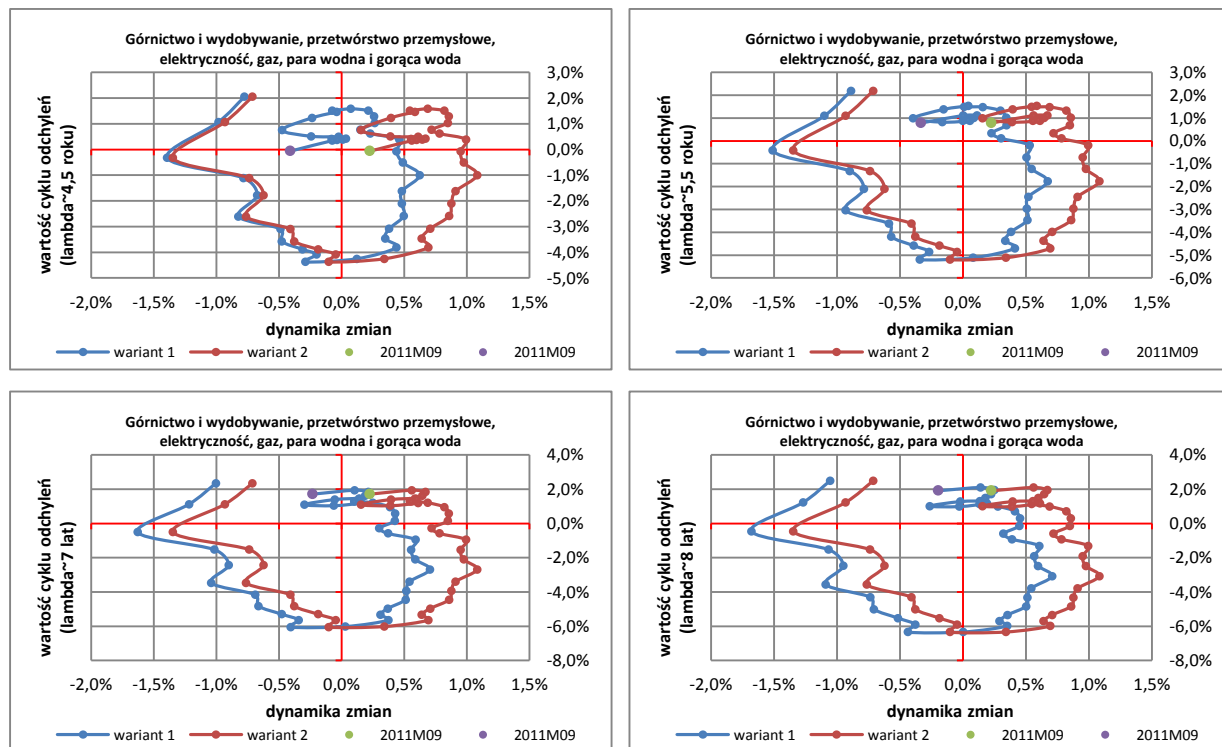 Górnictwo i wydobywanie, przetwórstwo przemysłowe,
elektryczność, gaz, para wodna i gorąca woda
wartość cyklu odchyleń
(lambda~4,5 roku)
3,0%
2,0%
1,0%
0,0%
-1,0%
-2,0%
-3,0%
-4,0%
-5,0%
-2,0% -1,5% -1,0% -0,5% 0,0% 0,5% 1,0% 1,5%
dynamika zmian
wariant 1 wariant 2 2011M09 2011M09
Górnictwo i wydobywanie, przetwórstwo przemysłowe,
elektryczność, gaz, para wodna i gorąca woda
wartość cyklu odchyleń
(lambda~5,5 roku)
3,0%
2,0%
1,0%
0,0%
-1,0%
-2,0%
-3,0%
-4,0%
-5,0%
-6,0%
-2,0% -1,5% -1,0% -0,5% 0,0% 0,5% 1,0% 1,5%
dynamika zmian
wariant 1 wariant 2 2011M09 2011M09
Górnictwo i wydobywanie, przetwórstwo przemysłowe,
elektryczność, gaz, para wodna i gorąca woda
wartość cyklu odchyleń
(lambda~7 lat)
4,0%
2,0%
0,0%
-2,0%
-4,0%
-6,0%
-8,0%
-2,0% -1,5% -1,0% -0,5% 0,0% 0,5% 1,0% 1,5%
dynamika zmian
wariant 1 wariant 2 2011M09 2011M09
Górnictwo i wydobywanie, przetwórstwo przemysłowe,
elektryczność, gaz, para wodna i gorąca woda
wartość cyklu odchyleń
(lambda~8 lat)
4,0%
2,0%
0,0%
-2,0%
-4,0%
-6,0%
-8,0%
-2,0% -1,5% -1,0% -0,5% 0,0% 0,5% 1,0% 1,5%
dynamika zmian
wariant 1 wariant 2 2011M09 2011M09